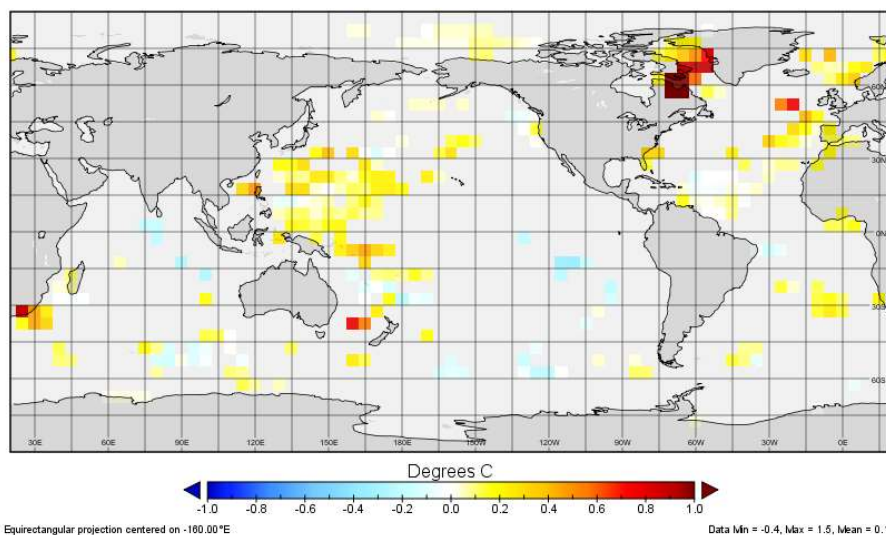 60N
30N
0N
30S
60S
30E 60E 90E 120E 150E 180E 150W 120W 90W 60W 30W 0E
Degrees C
-1.0 -0.8 -0.6 -0.4 -0.2 0.0 0.2 0.4 0.6 0.8 1.0
Equirectangular projection centered on -160.00°E Data Min = -0.4, Max = 1.5, Mean = 0.1